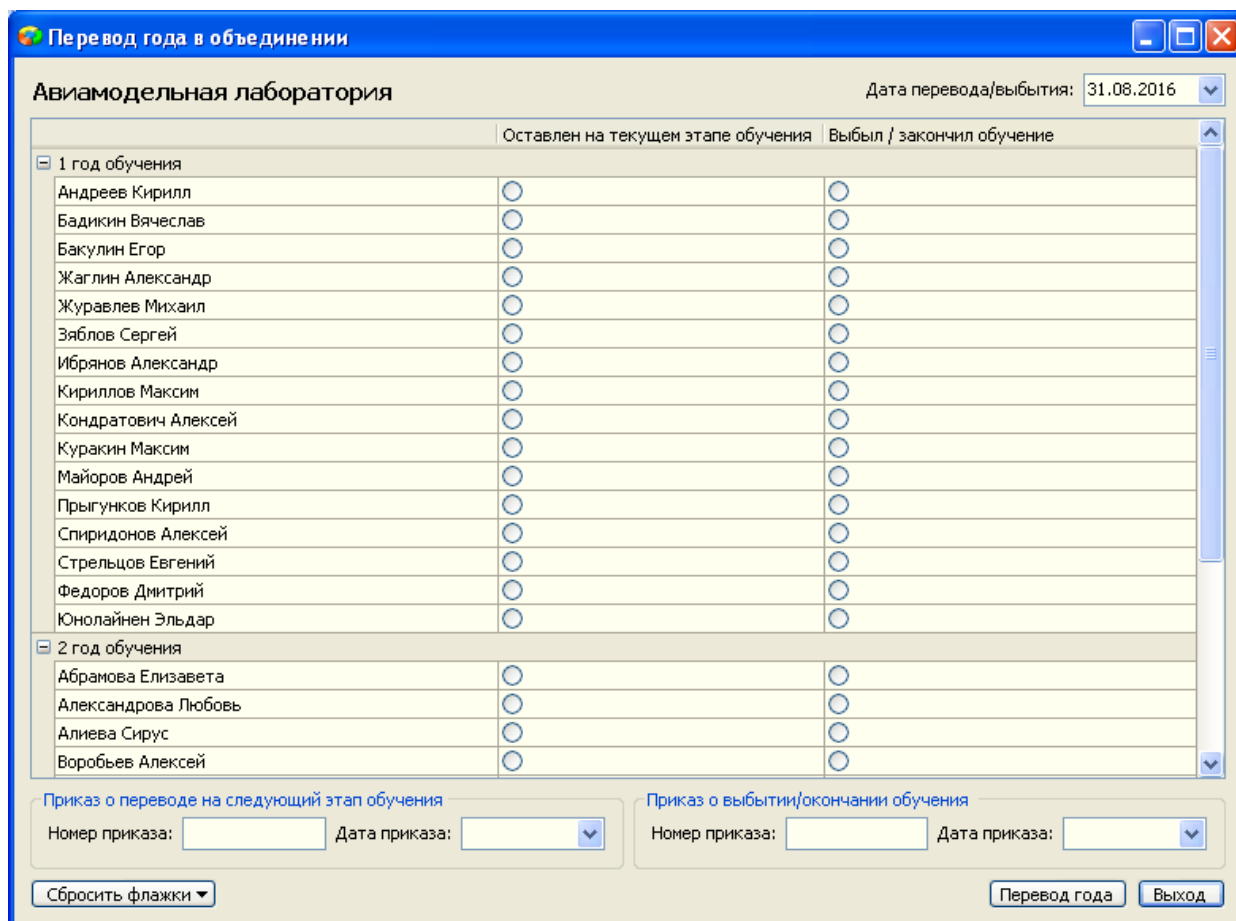 Перевод года в объединении
Авиамодельная лаборатория Дата перевода/выбытия: 31.08.2016
Оставлен на текущем этапе обучения Выбыл / закончил обучение
1 год обучения
Андреев Кирилл
Бадикин Вячеслав
Бакулин Егор
Жаглин Александр
Журавлев Михаил
Зяблов Сергей
Ибрянов Александр
Кириллов Максим
Кондратович Алексей
Куракин Максим
Майоров Андрей
Прыгунков Кирилл
Спиридонов Алексей
Стрельцов Евгений
Федоров Дмитрий
Юнолайнен Эльдар
2 год обучения
Абрамова Елизавета
Александрова Любовь
Алиева Сирус
Воробьев Алексей
Приказ о переводе на следующий этап обучения Приказ о выбытии/окончании обучения
Номер приказа: Дата приказа: Номер приказа: Дата приказа:
Сбросить флажки Перевод года Выход